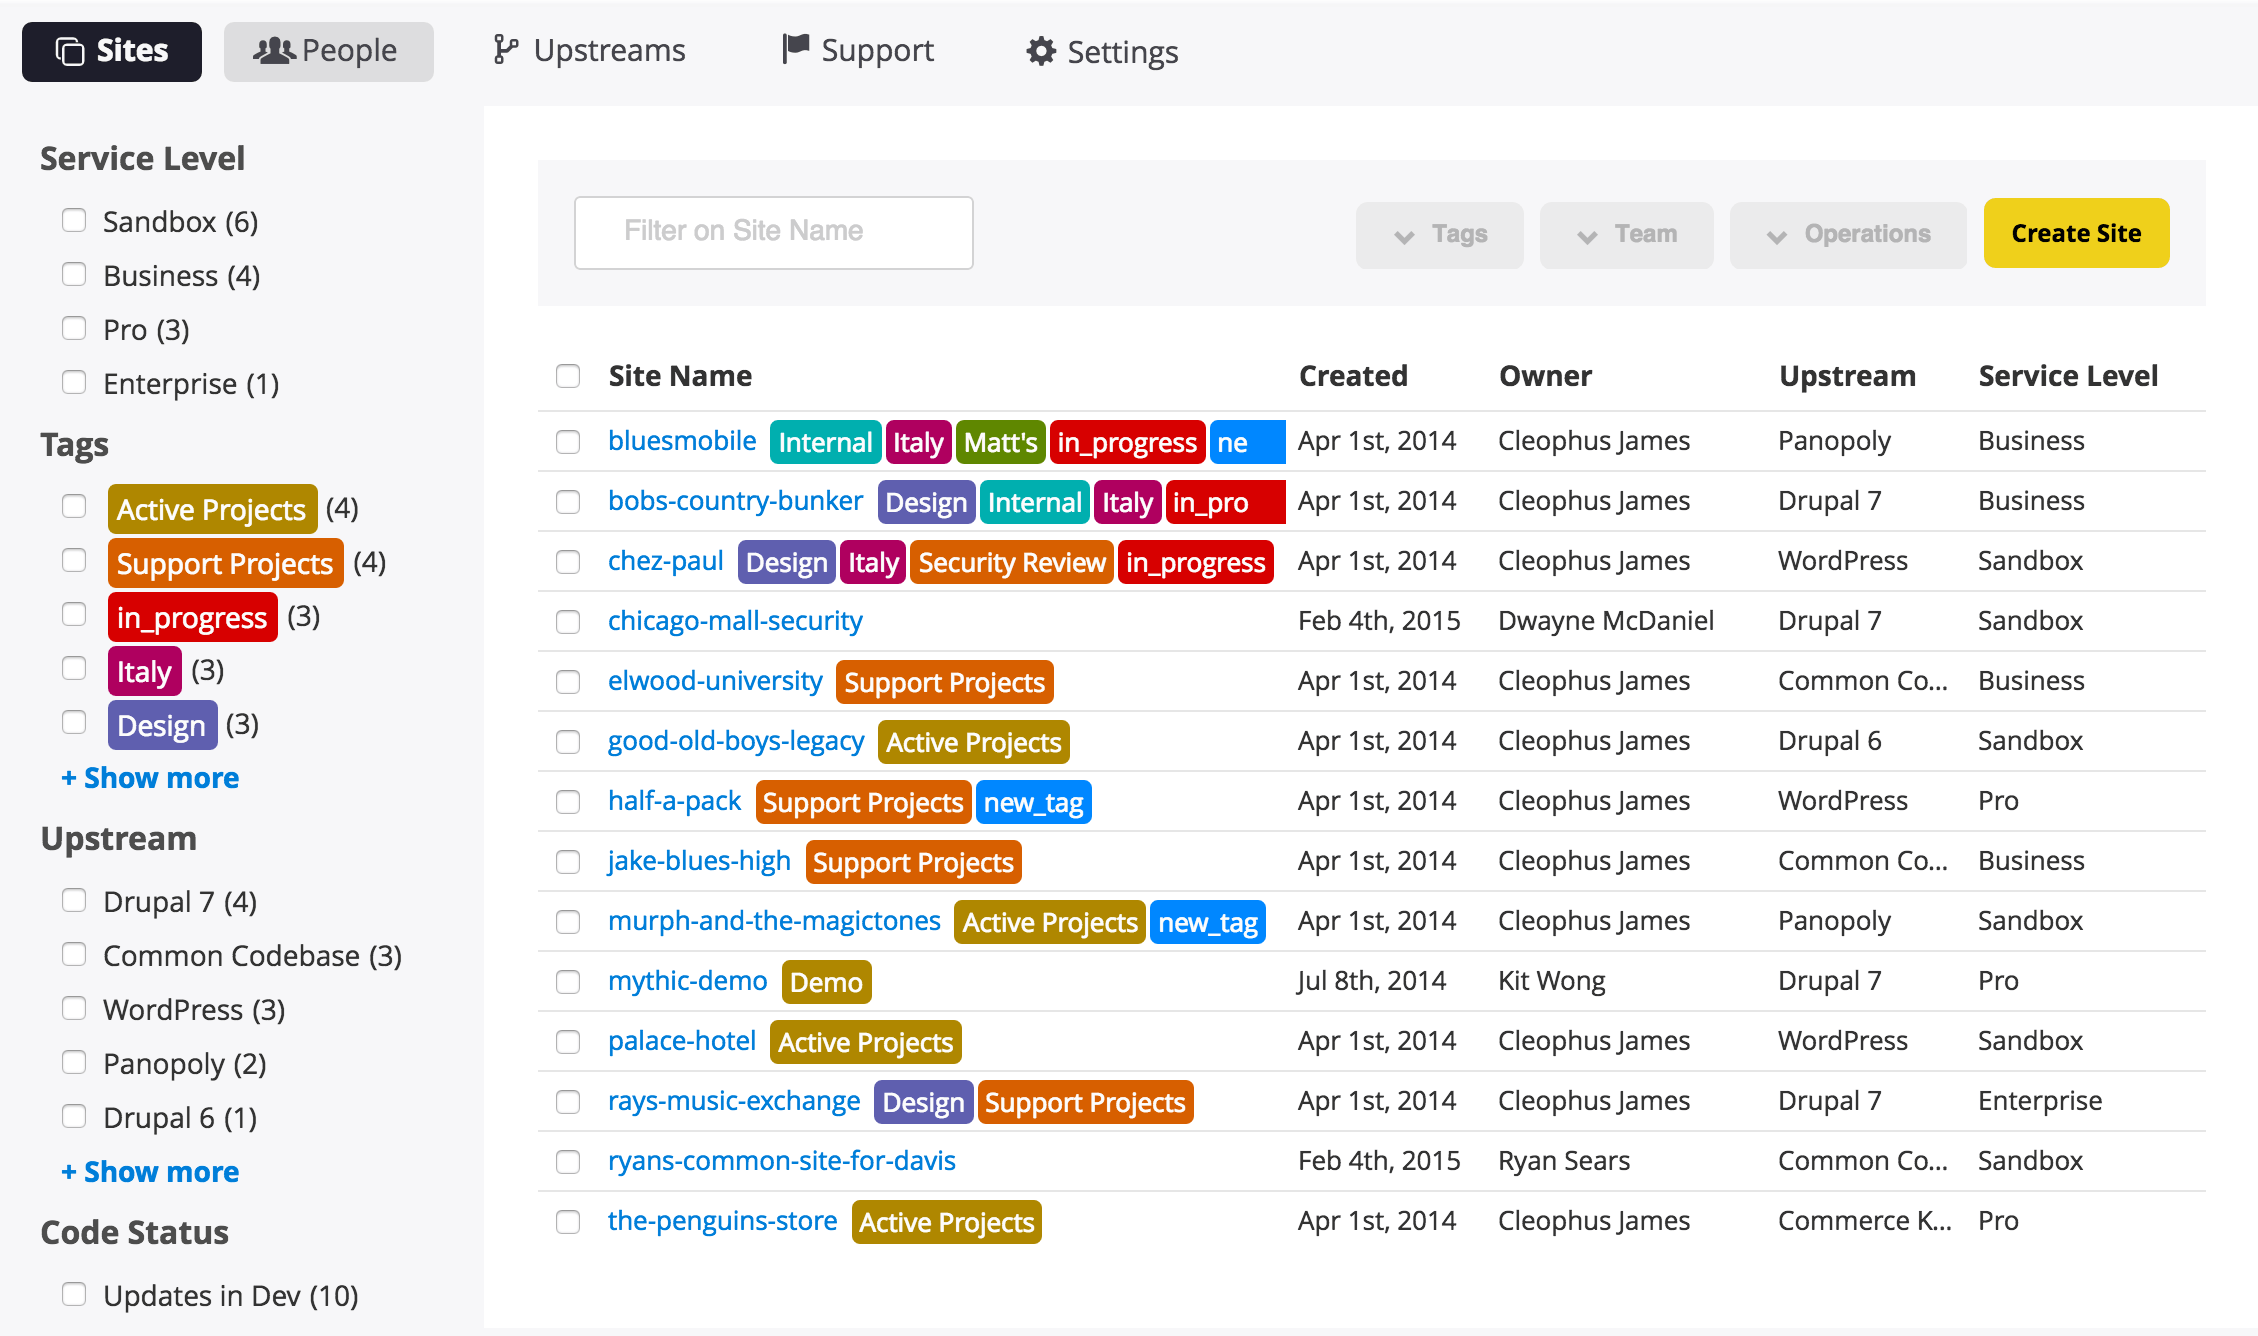 Sites People Upstreams Support Settings
Service Level
Sandbox (6)
Business (4)
Pro (3)
Enterprise (1)
Tags
Active Projects (4)
Support Projects (4)
in_progress (3)
Italy (3)
Design (3)
+ Show more
Upstream
Drupal 7 (4)
Common Codebase (3)
WordPress (3)
Panopoly (2)
Drupal 6 (1)
+ Show more
Code Status
Updates in Dev (10)
Filter on Site Name Tags Team Operations Create Site
Site Name Created Owner Upstream Service Level
bluesmobile Internal Italy Matt's in_progress ne Apr 1st, 2014 Cleophus James Panopoly Business
bobs-country-bunker Design Internal Italy in_pro Apr 1st, 2014 Cleophus James Drupal 7 Business
chez-paul Design Italy Security Review in_progress Apr 1st, 2014 Cleophus James WordPress Sandbox
chicago-mall-security Feb 4th, 2015 Dwayne McDaniel Drupal 7 Sandbox
elwood-university Support Projects Apr 1st, 2014 Cleophus James Common Co... Business
good-old-boys-legacy Active Projects Apr 1st, 2014 Cleophus James Drupal 6 Sandbox
half-a-pack Support Projects new_tag Apr 1st, 2014 Cleophus James WordPress Pro
jake-blues-high Support Projects Apr 1st, 2014 Cleophus James Common Co... Business
murph-and-the-magictones Active Projects new_tag Apr 1st, 2014 Cleophus James Panopoly Sandbox
mythic-demo Demo Jul 8th, 2014 Kit Wong Drupal 7 Pro
palace-hotel Active Projects Apr 1st, 2014 Cleophus James WordPress Sandbox
rays-music-exchange Design Support Projects Apr 1st, 2014 Cleophus James Drupal 7 Enterprise
ryans-common-site-for-davis Feb 4th, 2015 Ryan Sears Common Co... Sandbox
the-penguins-store Active Projects Apr 1st, 2014 Cleophus James Commerce K... Pro